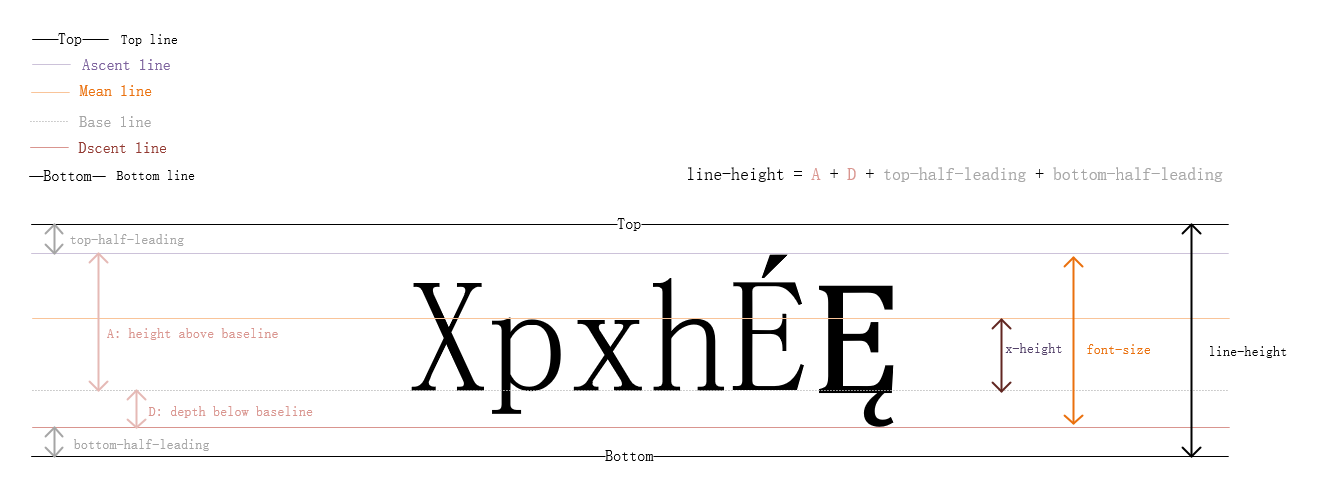 Top Top line
Ascent line
Mean line
Base line
Dscent line
Bottom Bottom line
line-height = A + D + top-half-leading + bottom-half-leading
Top
top-half-leading
XpxhÉĘ
A: height above baseline
x-height
font-size
line-height
D: depth below baseline
bottom-half-leading
Bottom